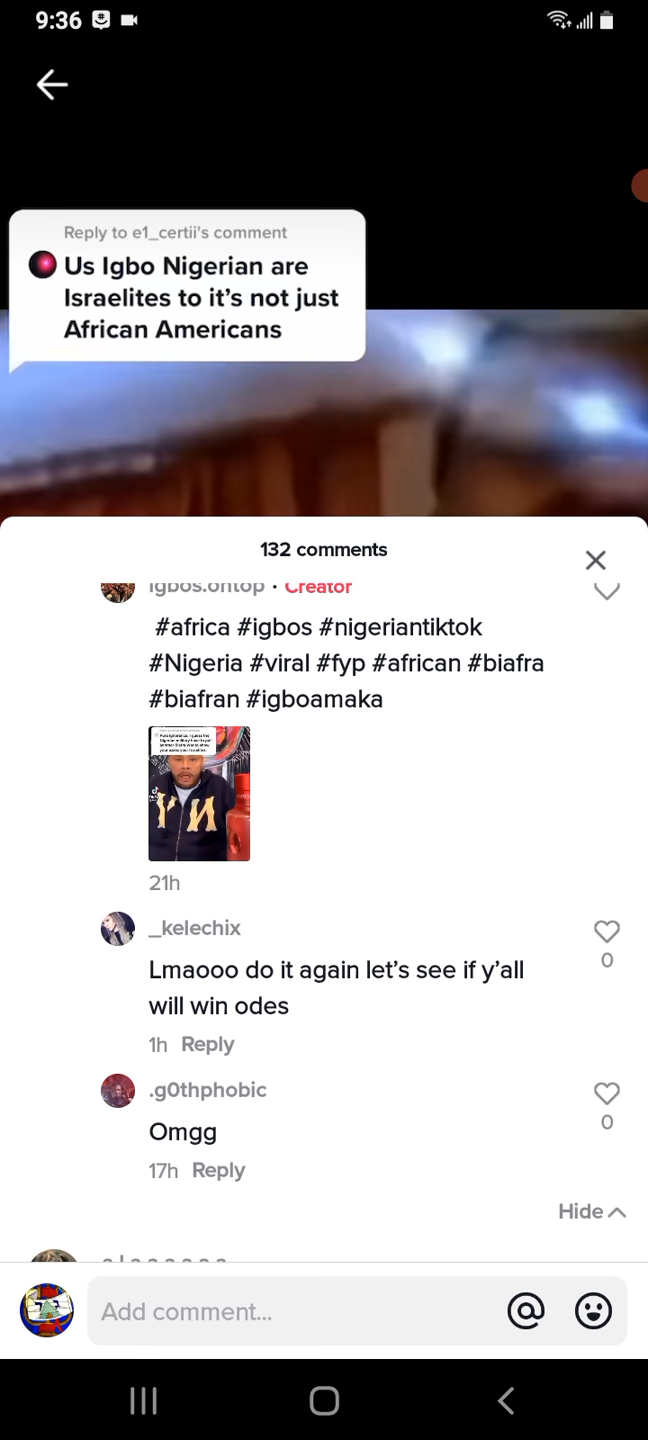 9:36
Reply to e1_certii's comment
Us Igbo Nigerian are
Israelites to it's not just
African Americans
132 comments
igbos.ontop · Creator
#africa #igbos #nigeriantiktok
#Nigeria #viral #fyp #african #biafra
#biafran #igboamaka
21h
_kelechix
Lmaooo do it again let's see if y'all
will win odes
0
1h Reply
.g0thphobic
Omgg
0
17h Reply
Hide
Add comment...